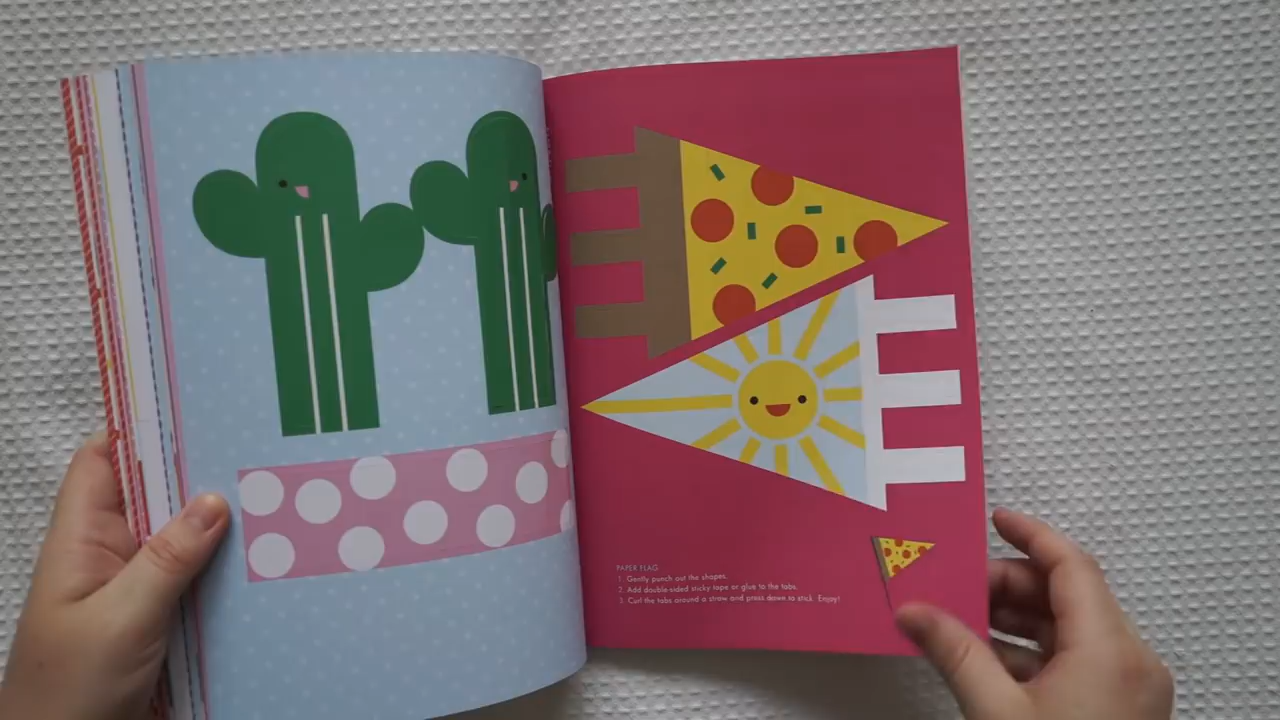 PAPER FLAG
1. Gently punch out the shapes.
2. Add double-sided sticky tape or glue to the tabs.
3. Curl the tabs around a straw and press down to stick. Enjoy!